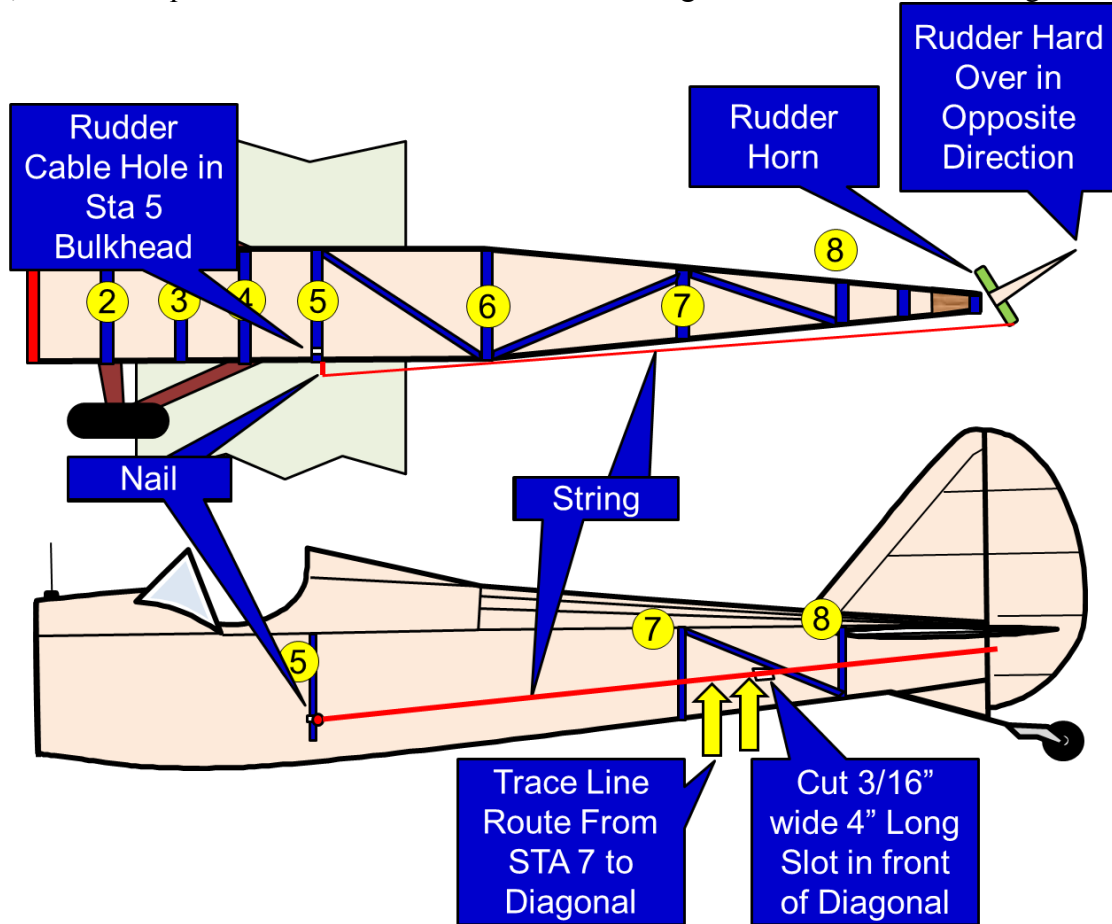 Rudder Hard
Over in
Opposite
Direction
Rudder
Horn
Rudder
Cable Hole in
Sta 5
Bulkhead
2
3
4
5
6
7
8
Nail
String
5
7
8
Trace Line
Route From
STA 7 to
Diagonal
Cut 3/16”
wide 4” Long
Slot in front
of Diagonal